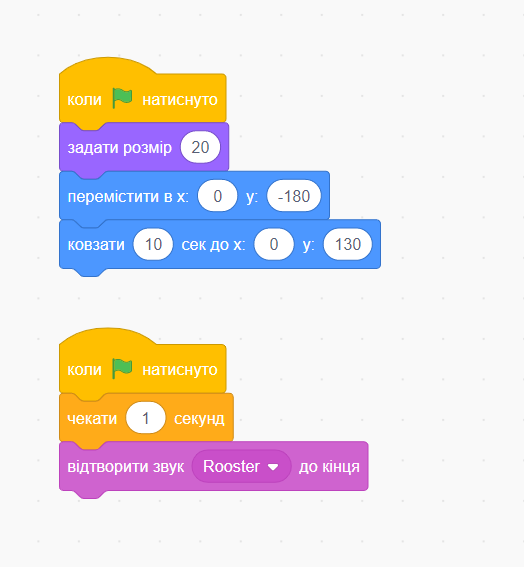 коли натиснуто
задати розмір 20
перемістити в x: 0 y: -180
ковзати 10 сек до x: 0 y: 130
коли натиснуто
чекати 1 секунд
відтворити звук Rooster до кінця